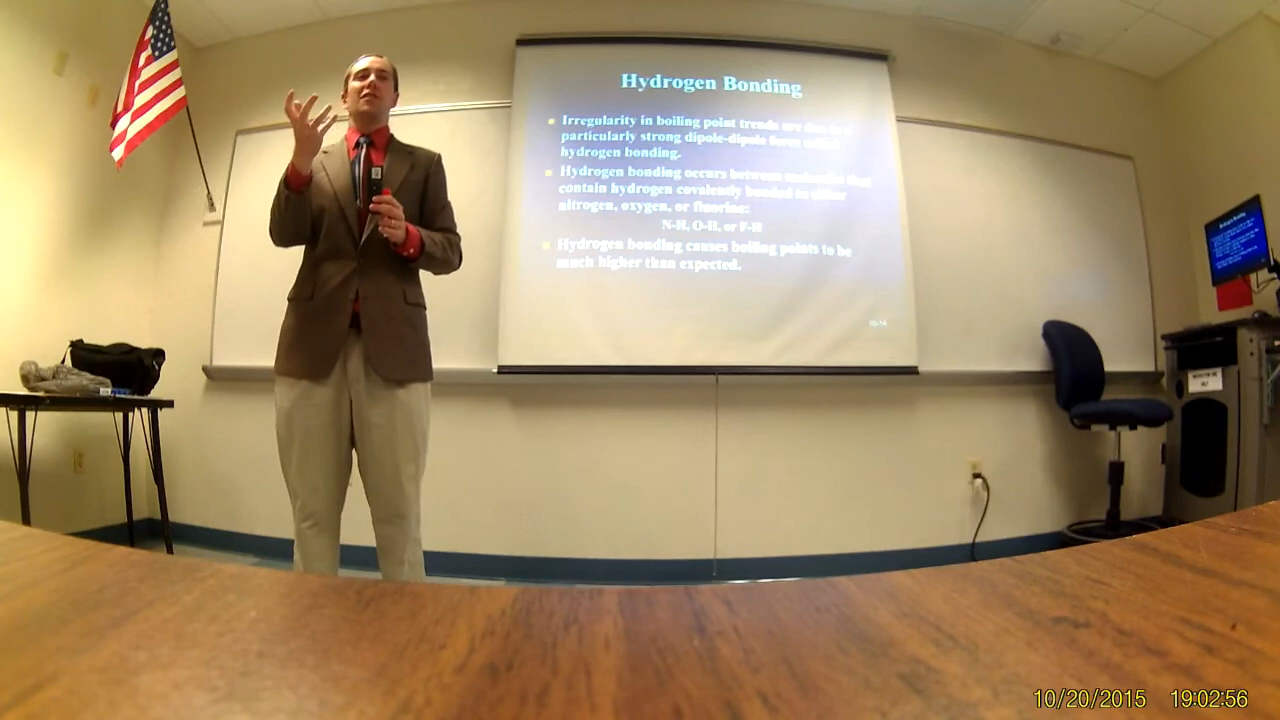 Hydrogen Bonding
Irregularity in boiling point trends are due to a
particularly strong dipole-dipole force called
hydrogen bonding.
Hydrogen bonding occurs between molecules that
contain hydrogen covalently bonded to either
nitrogen, oxygen, or fluorine:
N-H, O-H, or F-H
Hydrogen bonding causes boiling points to be
much higher than expected.
Hydrogen Bonding
10/20/2015 19:02:56